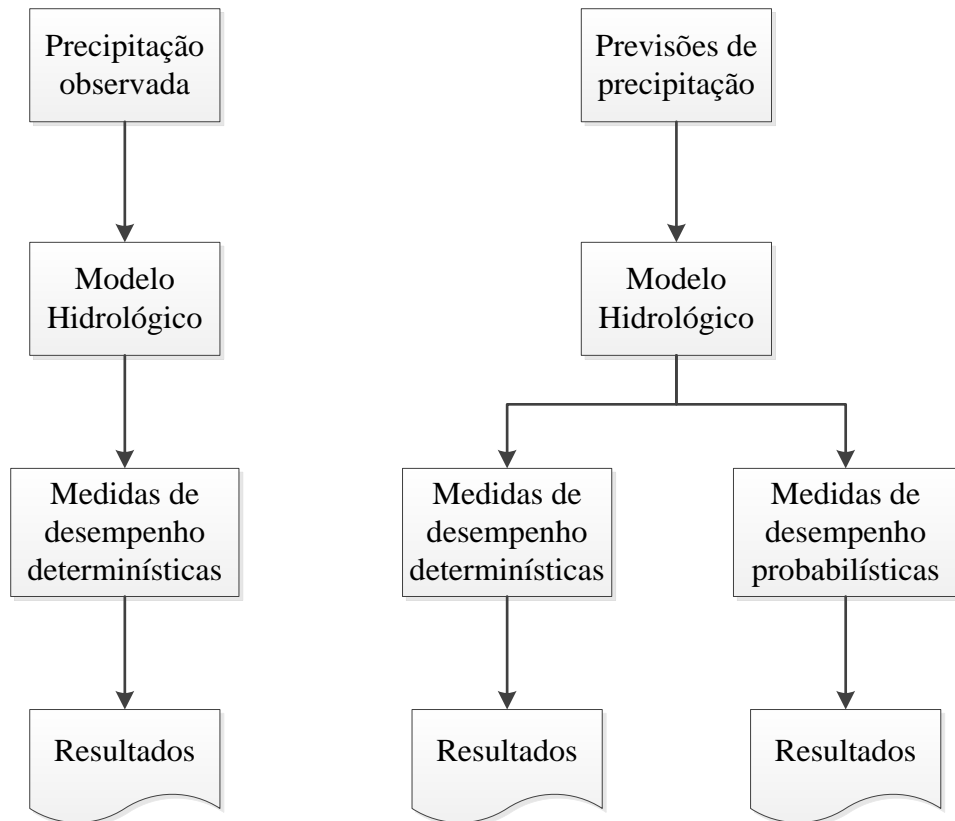 Precipitação
observada
Previsões de
precipitação
Modelo
Hidrológico
Modelo
Hidrológico
Medidas de
desempenho
determinísticas
Medidas de
desempenho
determinísticas
Medidas de
desempenho
probabilísticas
Resultados
Resultados
Resultados